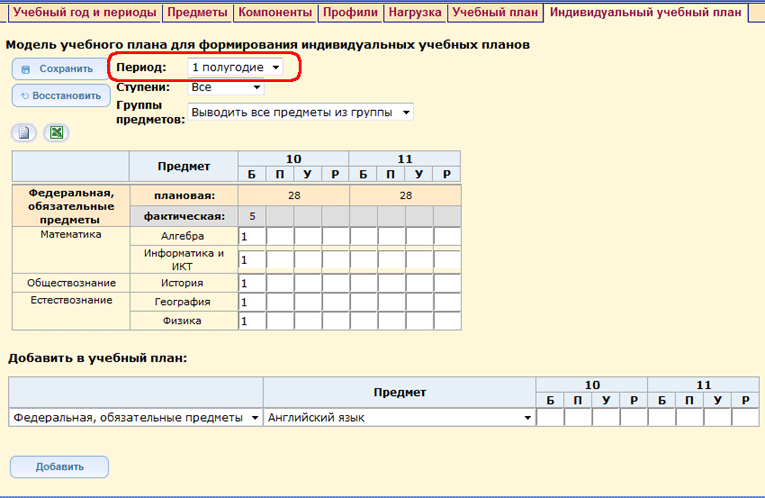 Учебный год и периоды Предметы Компоненты Профили Нагрузка Учебный план Индивидуальный учебный план
Модель учебного плана для формирования индивидуальных учебных планов
Сохранить Период: 1 полугодие
Ступени: Все
Восстановить
Группы
предметов: Выводить все предметы из группы
Предмет 10 11
Б П У Р Б П У Р
Федеральная, обязательные предметы плановая: 28 28
фактическая: 5
Математика Алгебра 1
Информатика и ИКТ 1
Обществознание История 1
Естествознание География 1
Физика 1
Добавить в учебный план:
Предмет 10 11
Б П У Р Б П У Р
Федеральная, обязательные предметы Английский язык
Добавить